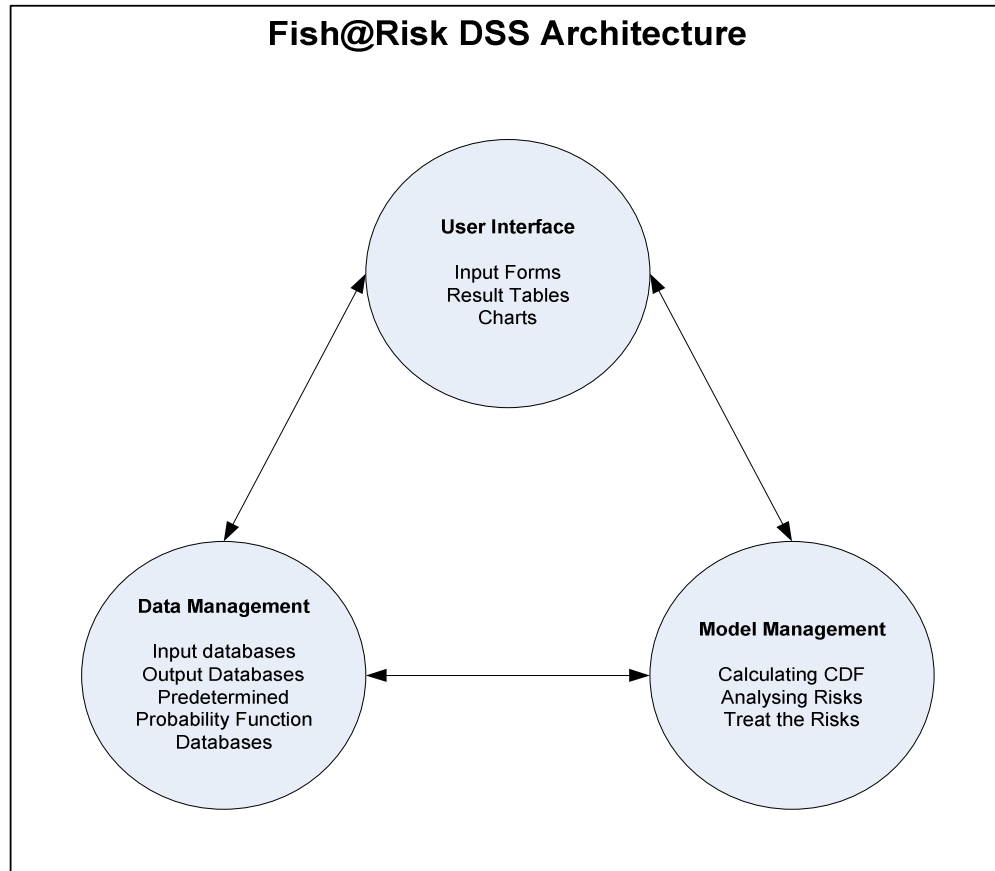 Fish@Risk DSS Architecture
User Interface
Input Forms
Result Tables
Charts
Data Management
Input databases
Output Databases
Predetermined
Probability Function
Databases
Model Management
Calculating CDF
Analysing Risks
Treat the Risks